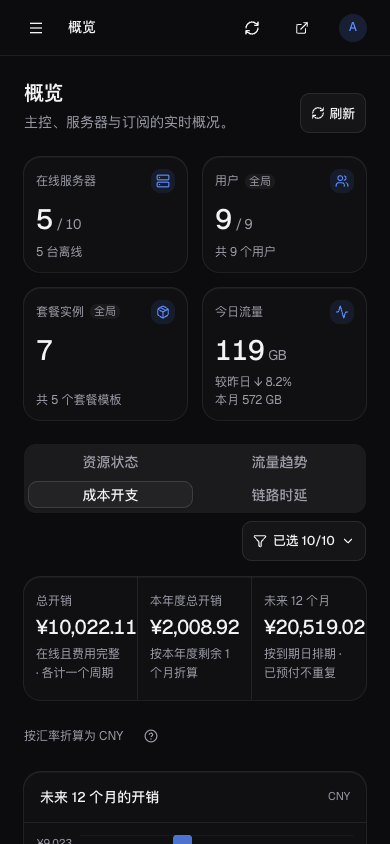 概览
A
概览
主控、服务器与订阅的实时概况。
刷新
在线服务器
5 / 10
5 台离线
用户 全局
9 / 9
共 9 个用户
套餐实例 全局
7
共 5 个套餐模板
今日流量
119 GB
较昨日 ↓ 8.2%
本月 572 GB
资源状态
流量趋势
成本开支
链路时延
已选 10/10
总开销
¥10,022.11
在线且费用完整
· 各计一个周期
本年度总开销
¥2,008.92
按本年度剩余 1
个月折算
未来 12 个月
¥20,519.02
按到期日排期 ·
已预付不重复
按汇率折算为 CNY
未来 12 个月的开销
CNY
¥9,023